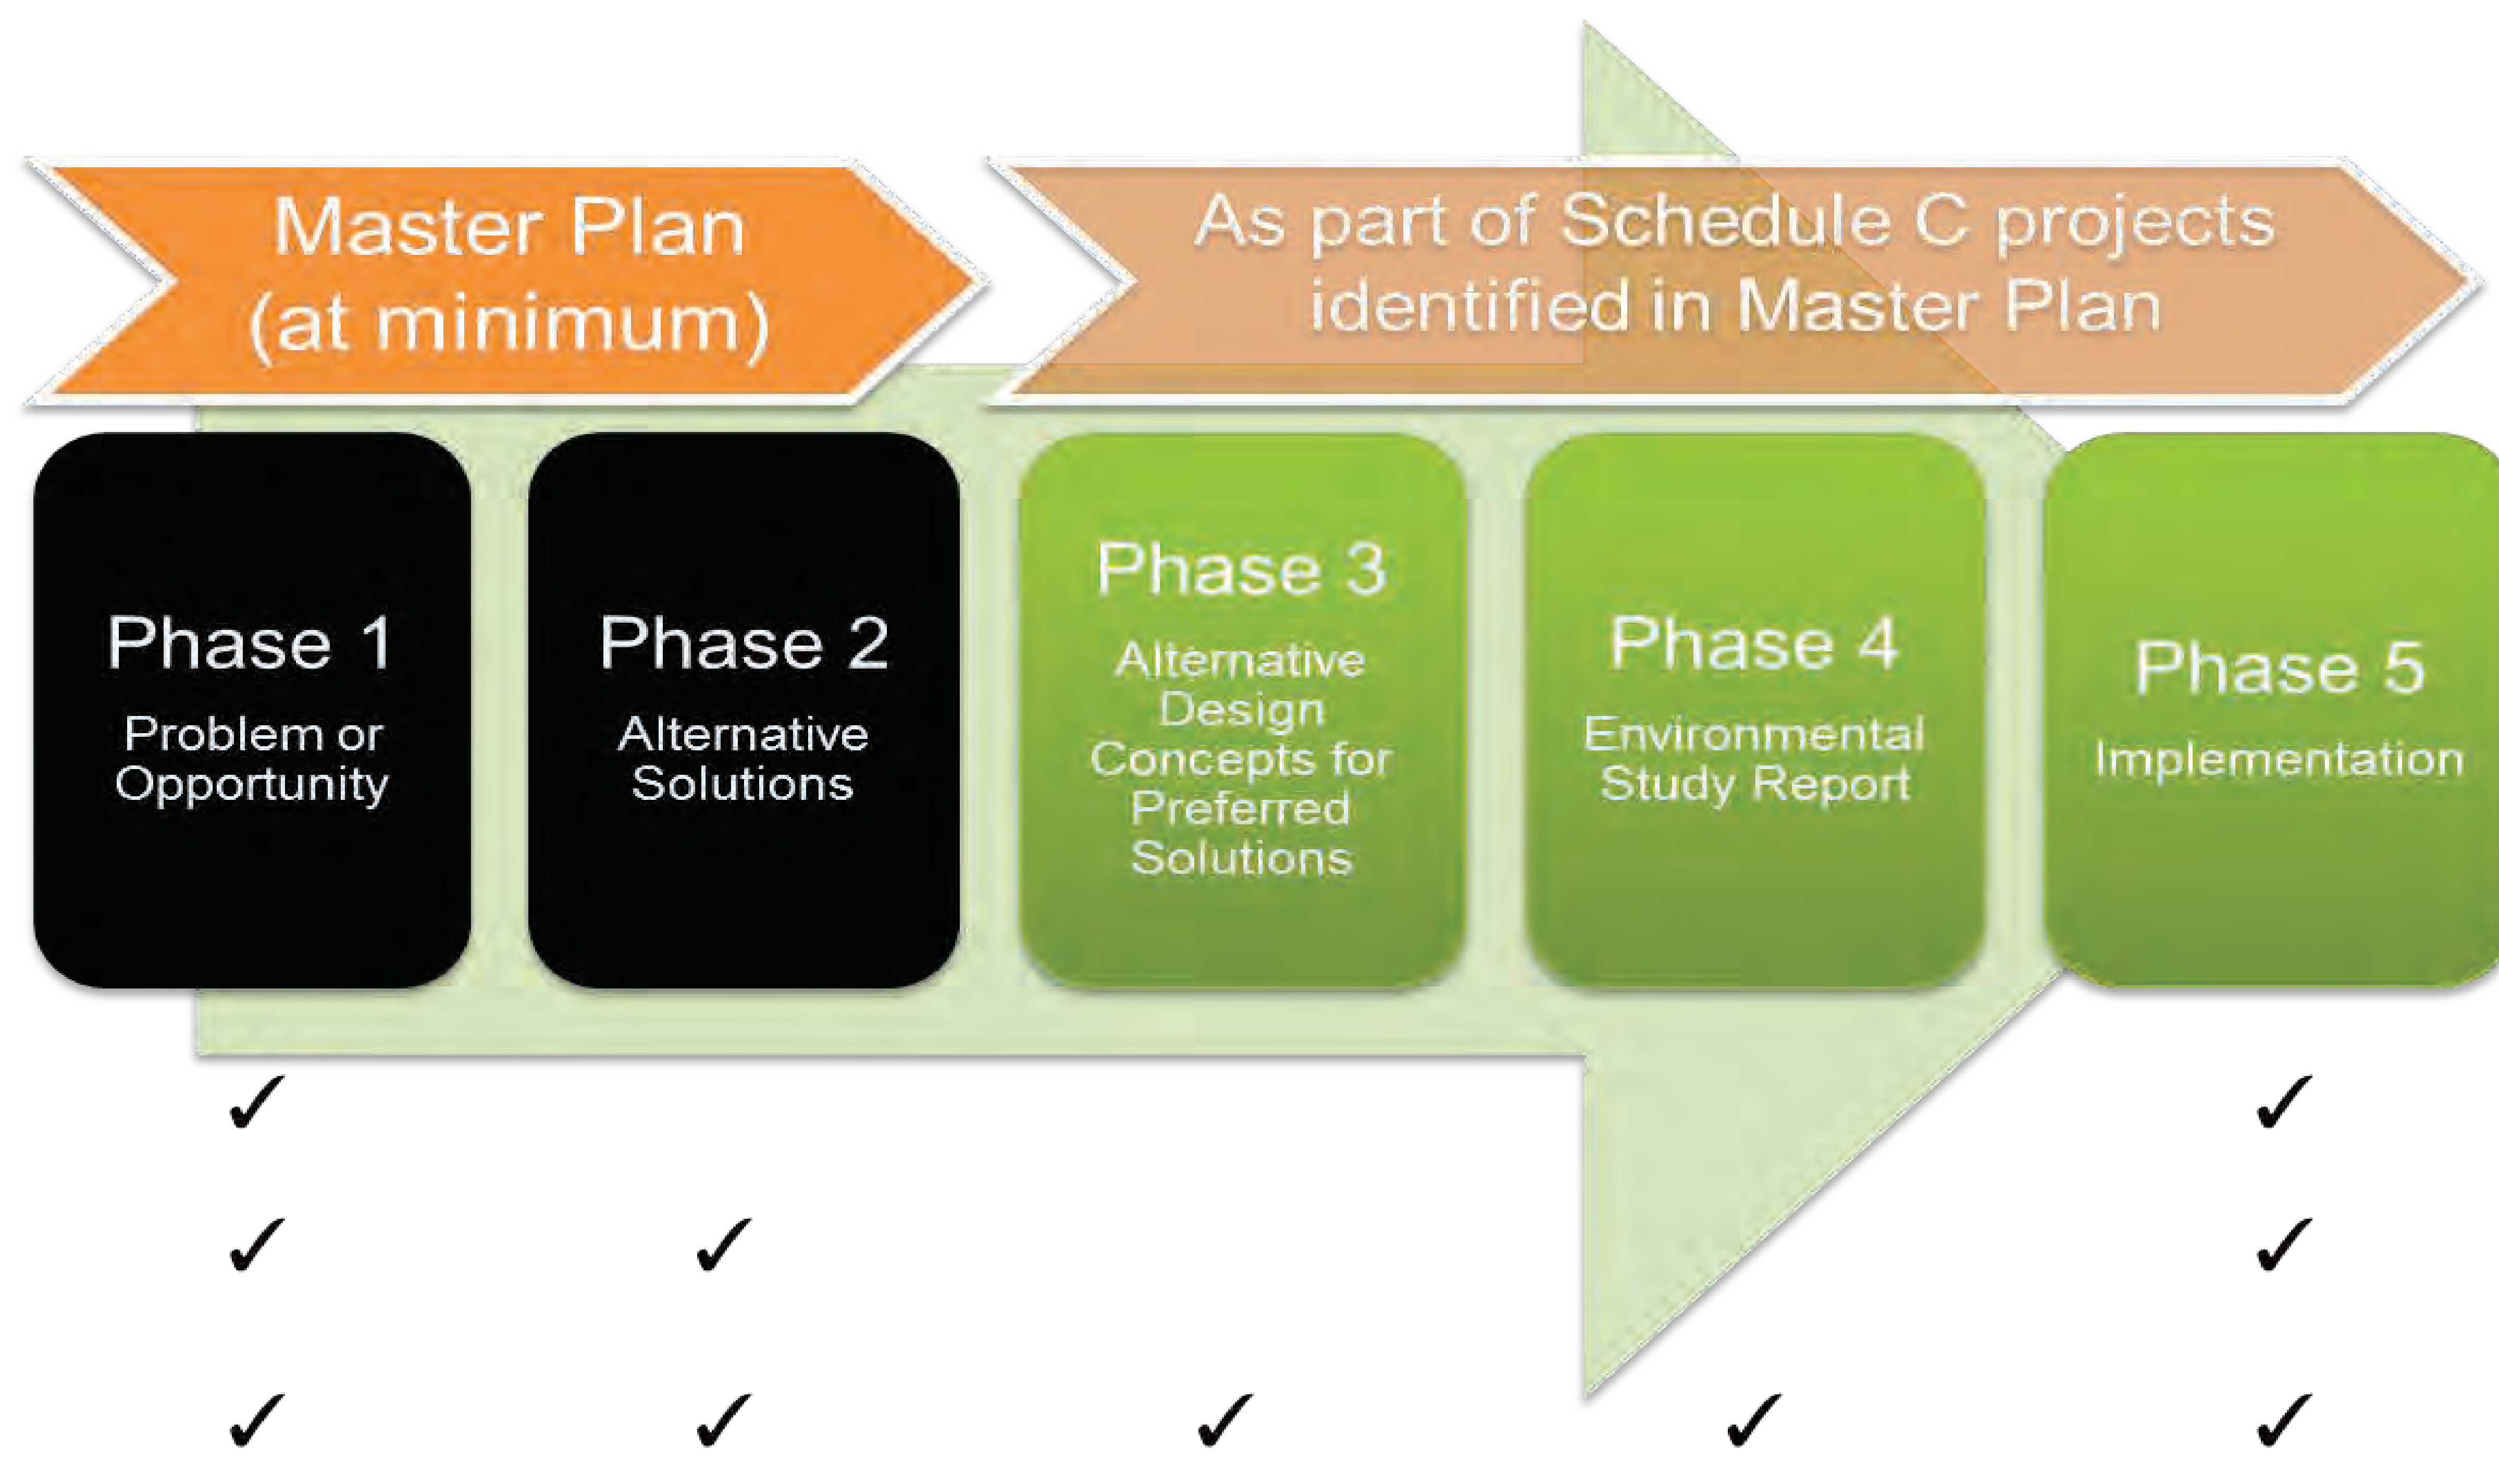 Master Plan
(at minimum)
As part of Schedule C projects
identified in Master Plan
Phase 1
Problem or
Opportunity
Phase 2
Alternative
Solutions
Phase 3
Alternative
Design
Concepts for
Preferred
Solutions
Phase 4
Environmental
Study Report
Phase 5
Implementation
✓ ✓
✓ ✓ ✓
✓ ✓ ✓ ✓ ✓